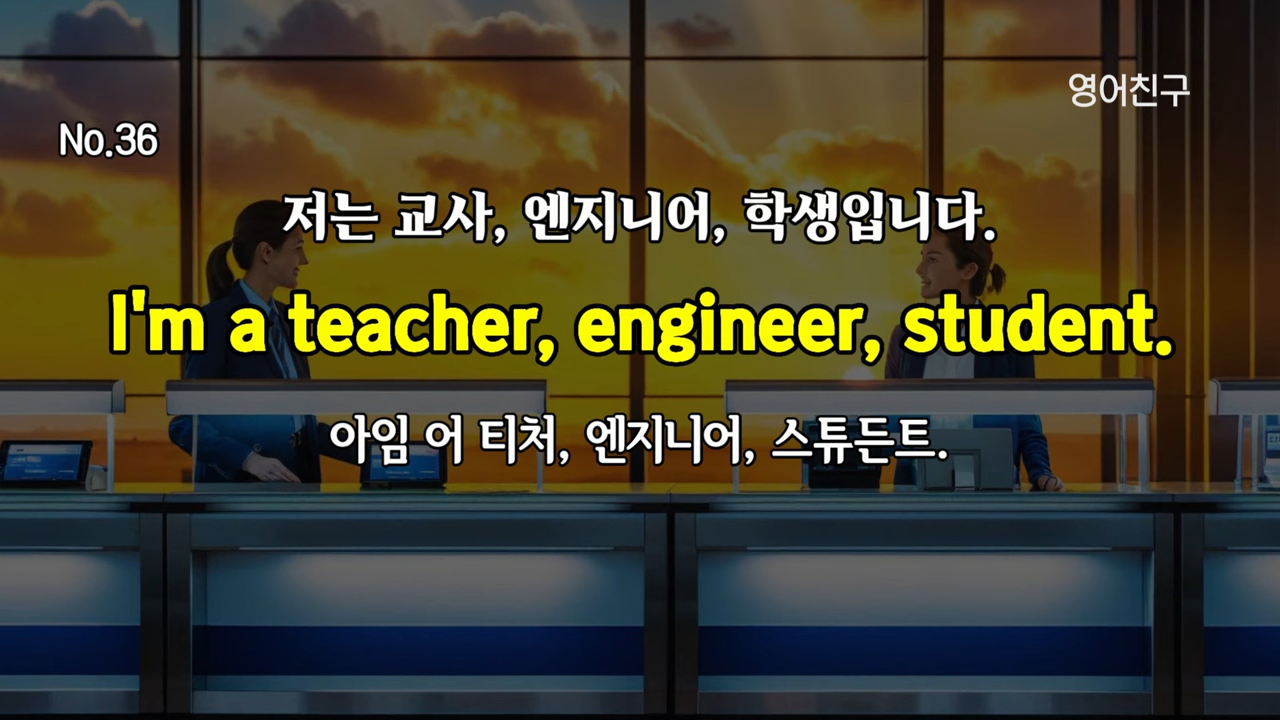 영어친구
No.36
저는 교사, 엔지니어, 학생입니다.
I'm a teacher, engineer, student.
아임 어 티처, 엔지니어, 스튜든트.